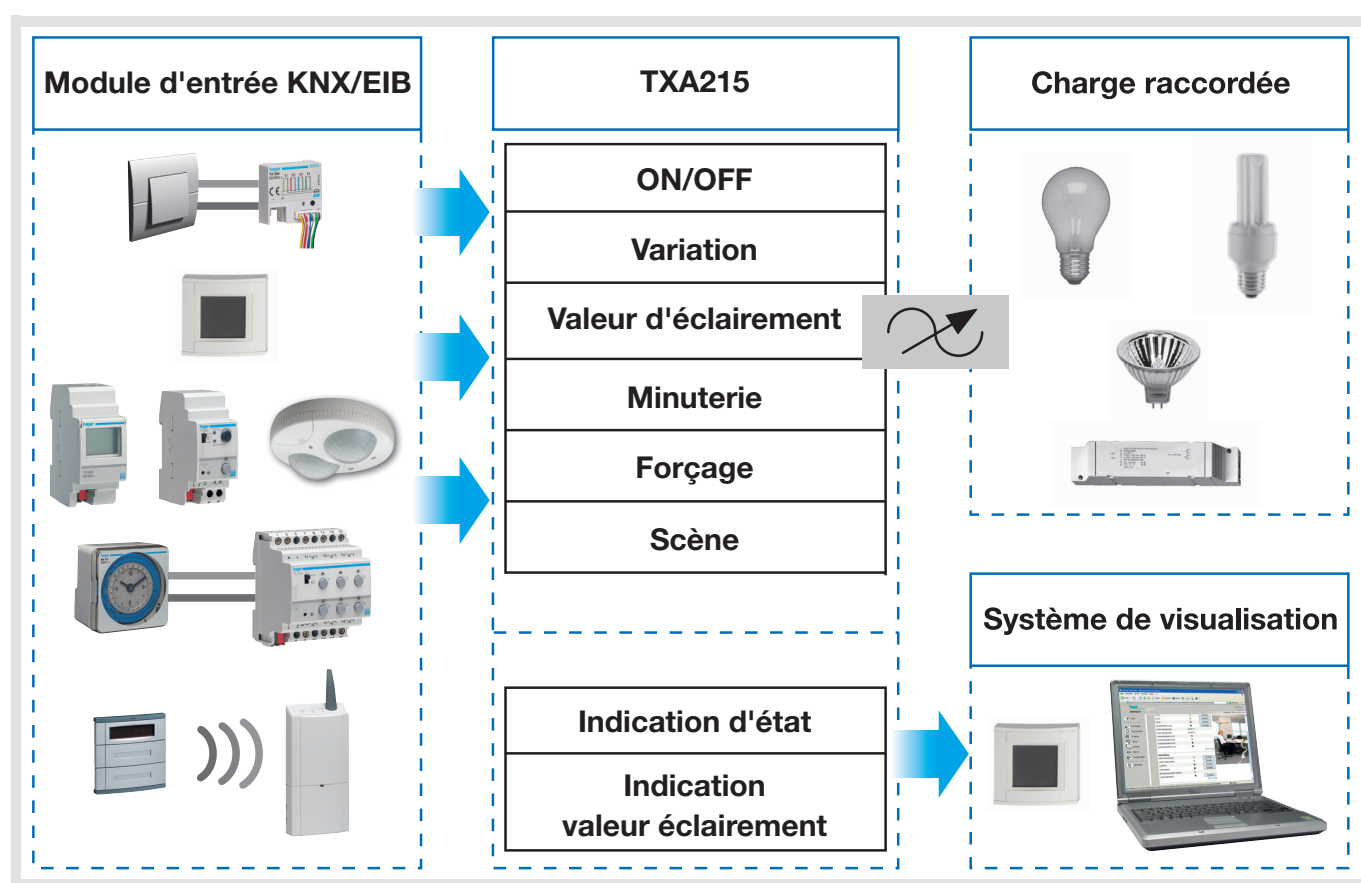 Module d'entrée KNX/EIB
TXA215
ON/OFF
Variation
Valeur d'éclairement
Minuterie
Forçage
Scène
Indication d'état
Indication
valeur éclairement
Charge raccordée
Système de visualisation